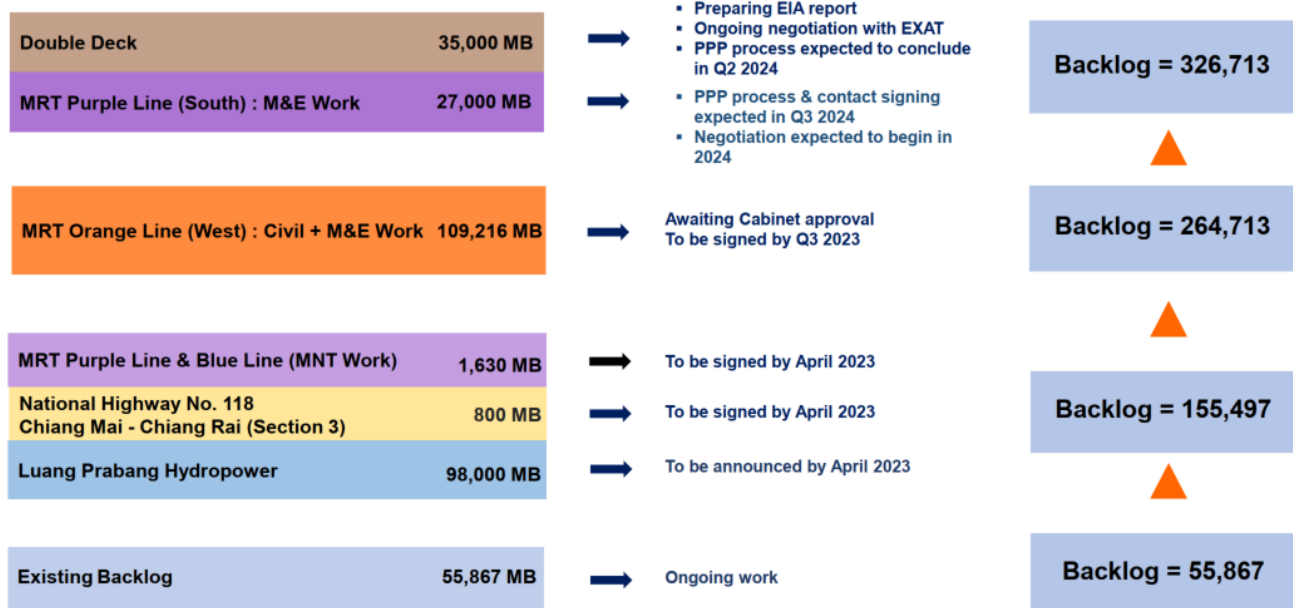 Double Deck 35,000 MB
▪ Preparing EIA report
▪ Ongoing negotiation with EXAT
▪ PPP process expected to conclude
in Q2 2024
Backlog = 326,713
MRT Purple Line (South) : M&E Work 27,000 MB
▪ PPP process & contact signing
expected in Q3 2024
▪ Negotiation expected to begin in
2024
MRT Orange Line (West) : Civil + M&E Work 109,216 MB
Awaiting Cabinet approval
To be signed by Q3 2023
Backlog = 264,713
MRT Purple Line & Blue Line (MNT Work) 1,630 MB
To be signed by April 2023
National Highway No. 118
Chiang Mai - Chiang Rai (Section 3)
800 MB
To be signed by April 2023
Backlog = 155,497
Luang Prabang Hydropower 98,000 MB
To be announced by April 2023
Existing Backlog 55,867 MB
Ongoing work
Backlog = 55,867